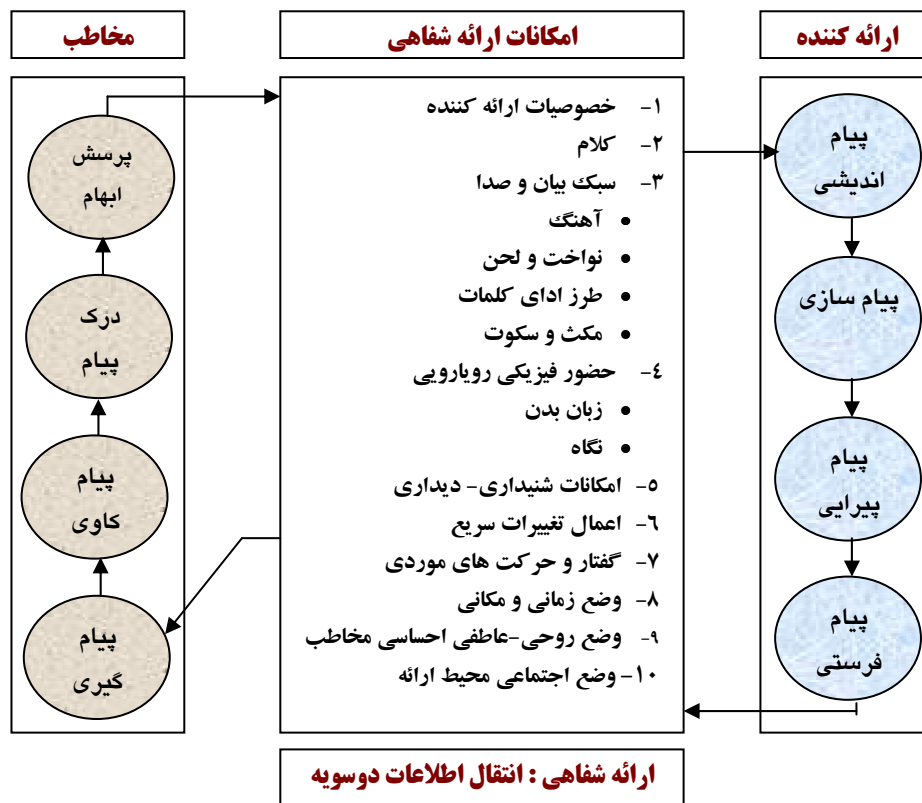 ارائه کننده
پیام
اندیشی
پیام سازی
پیام
پیرایی
پیام
فرستی
امکانات ارائه شفاهی
۱- خصوصیات ارائه کننده
۲- کلام
۳- سبک بیان و صدا
• آهنگ
• نواخت و لحن
• طرز ادای کلمات
• مکث و سکوت
٤- حضور فیزیکی رویارویی
• زبان بدن
• نگاه
٥- امکانات شنیداری- دیداری
٦- اعمال تغییرات سریع
۷- گفتار و حرکت های موردی
۸- وضع زمانی و مکانی
۹- وضع روحی-عاطفی احساسی مخاطب
۱۰- وضع اجتماعی محیط ارائه
مخاطب
پرسش
ابهام
درک
پیام
پیام
کاوی
پیام
گیری
ارائه شفاهی : انتقال اطلاعات دوسویه